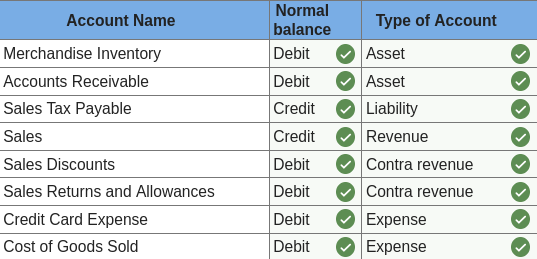 Account Name Normal balance Type of Account
Merchandise Inventory Debit Asset
Accounts Receivable Debit Asset
Sales Tax Payable Credit Liability
Sales Credit Revenue
Sales Discounts Debit Contra revenue
Sales Returns and Allowances Debit Contra revenue
Credit Card Expense Debit Expense
Cost of Goods Sold Debit Expense